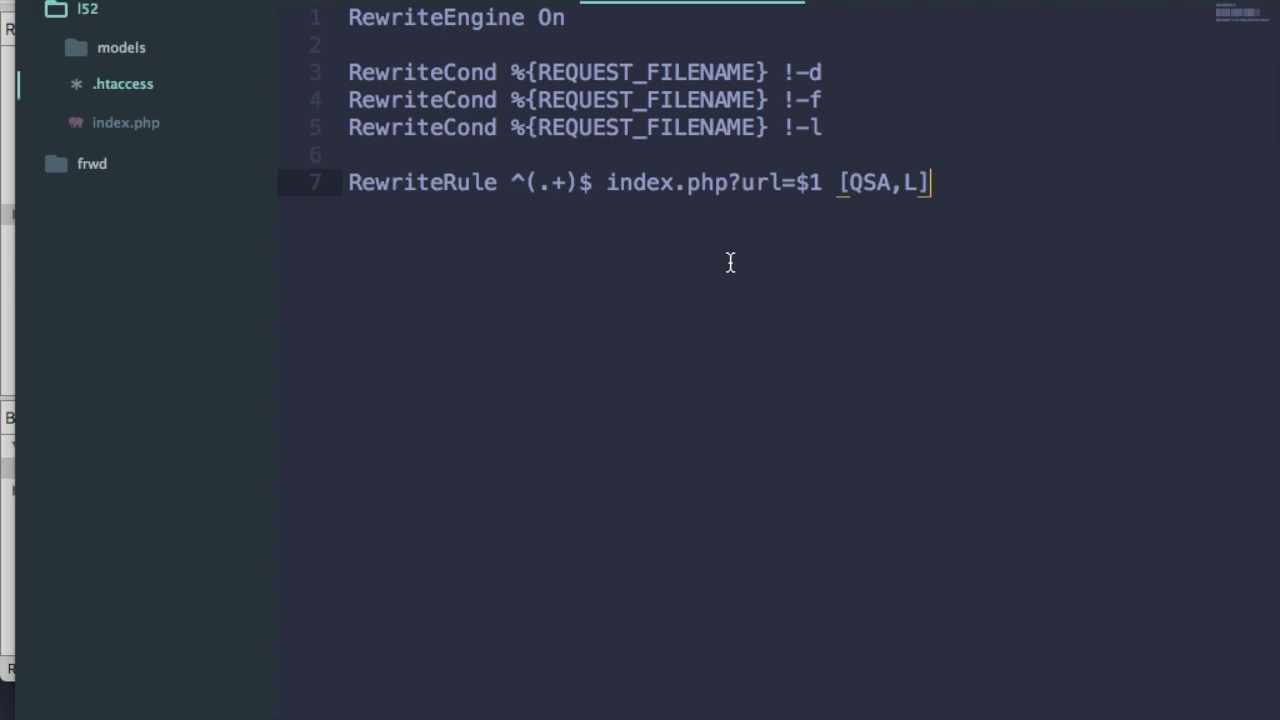 R
l52
models
.htaccess
index.php
frwd
B
R
1 RewriteEngine On
2
3 RewriteCond %{REQUEST_FILENAME} !-d
4 RewriteCond %{REQUEST_FILENAME} !-f
5 RewriteCond %{REQUEST_FILENAME} !-l
6
7 RewriteRule ^(.+)$ index.php?url=$1 [QSA,L]